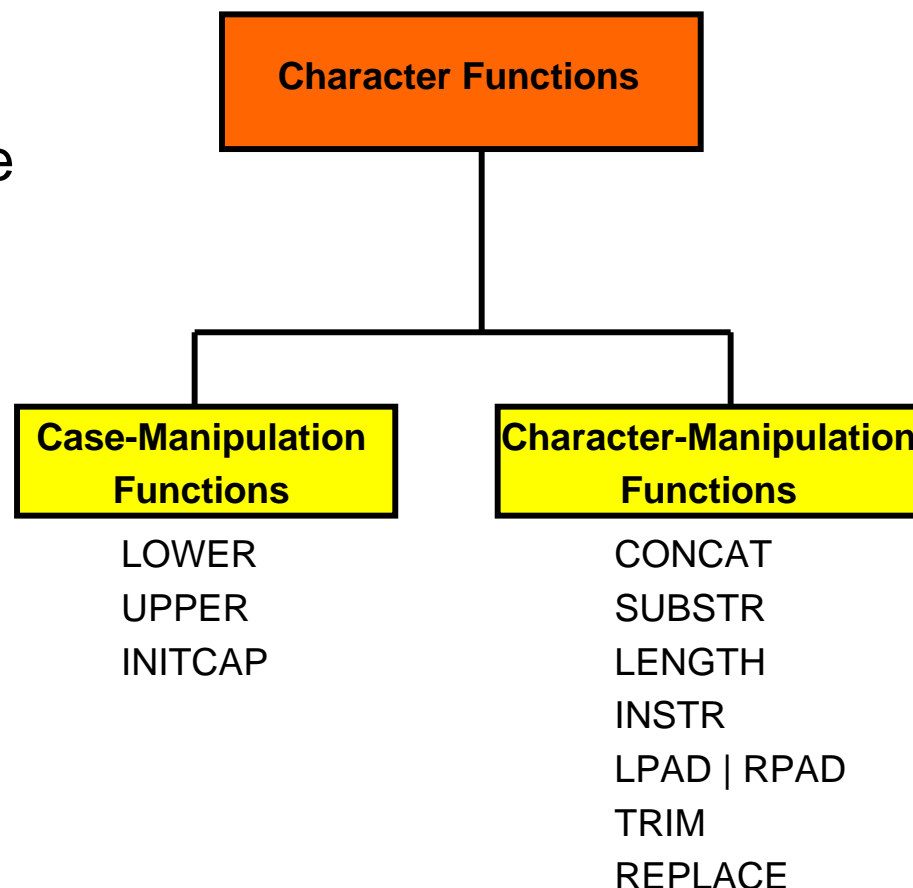 Character Functions
e
Case-Manipulation
Functions
Character-Manipulation
Functions
LOWER
UPPER
INITCAP
CONCAT
SUBSTR
LENGTH
INSTR
LPAD | RPAD
TRIM
REPLACE